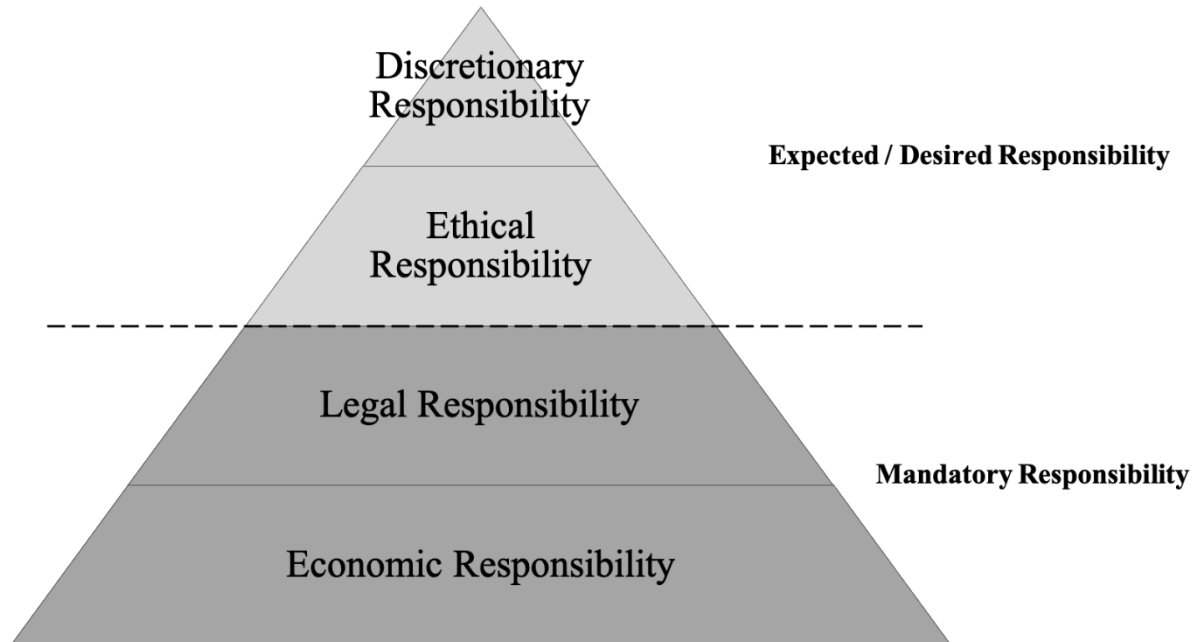 Discretionary
Responsibility
Expected / Desired Responsibility
Ethical
Responsibility
Legal Responsibility
Mandatory Responsibility
Economic Responsibility